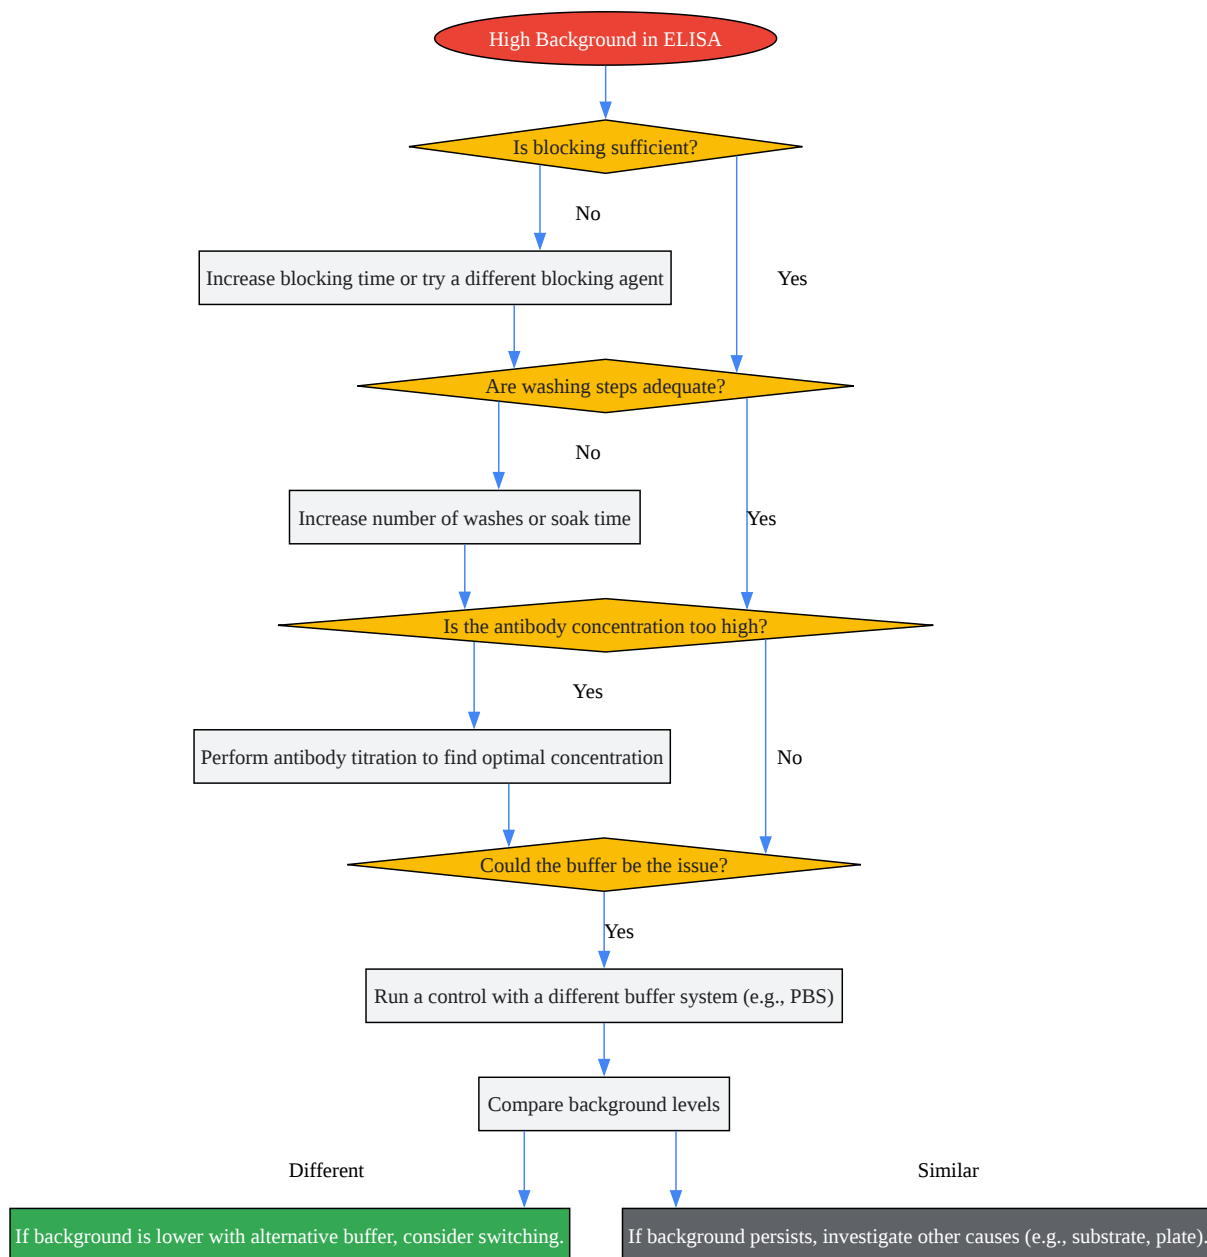 High Background in ELISA
Is blocking sufficient?
No
Increase blocking time or try a different blocking agent
Yes
Are washing steps adequate?
No
Increase number of washes or soak time
Yes
Is the antibody concentration too high?
Yes
Perform antibody titration to find optimal concentration
No
Could the buffer be the issue?
Yes
Run a control with a different buffer system (e.g., PBS)
Compare background levels
Different
Similar
If background is lower with alternative buffer, consider switching.
If background persists, investigate other causes (e.g., substrate, plate).